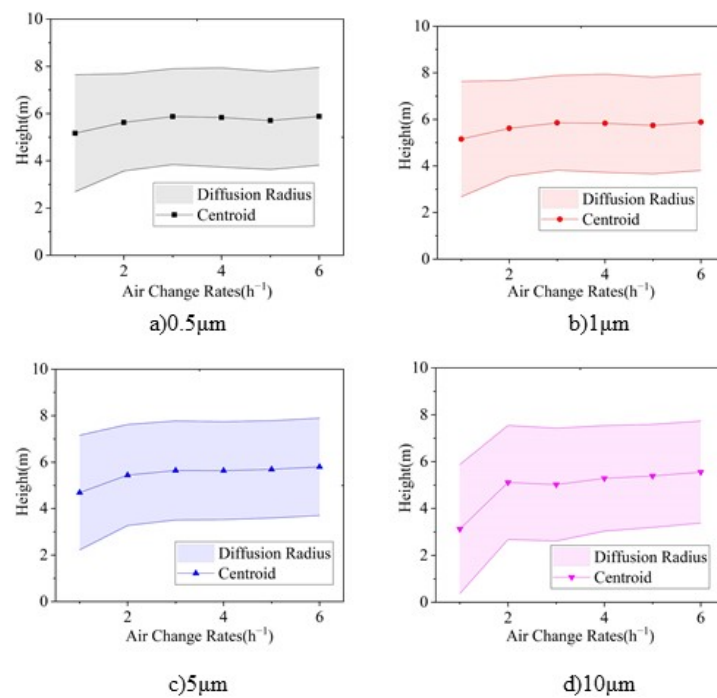 10
8
6
4
2
0
Height(m)
Diffusion Radius
Centroid
2 4 6
Air Change Rates(h⁻¹)
a)0.5μm
10
8
6
4
2
0
Height(m)
Diffusion Radius
Centroid
2 4 6
Air Change Rates(h⁻¹)
b)1μm
10
8
6
4
2
0
Height(m)
Diffusion Radius
Centroid
2 4 6
Air Change Rates(h⁻¹)
c)5μm
10
8
6
4
2
0
Height(m)
Diffusion Radius
Centroid
2 4 6
Air Change Rates(h⁻¹)
d)10μm